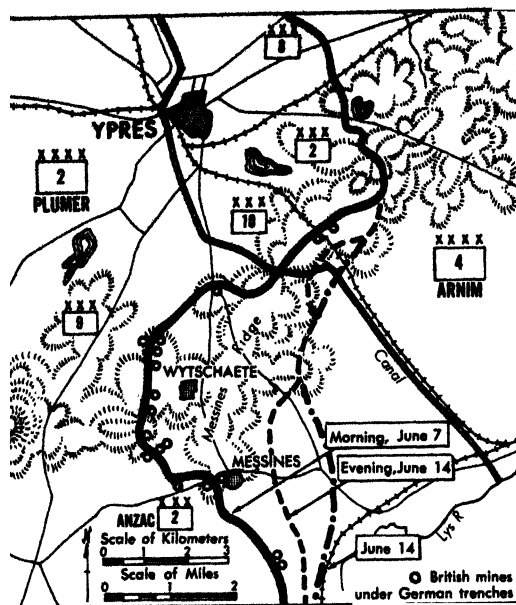 XXX
8
YPRES
XXX
2
XXXX
2
PLUMER
XXX
10
XXXX
4
ARNIM
XXX
9
Canal
WYTSCHAETE
Messines Ridge
Morning, June 7
MESSINES
Evening, June 14
XXX
ANZAC 2
Scale of Kilometers
0 1 2 3
Scale of Miles
0 1 2
June 14
Lys R
British mines
under German trenches